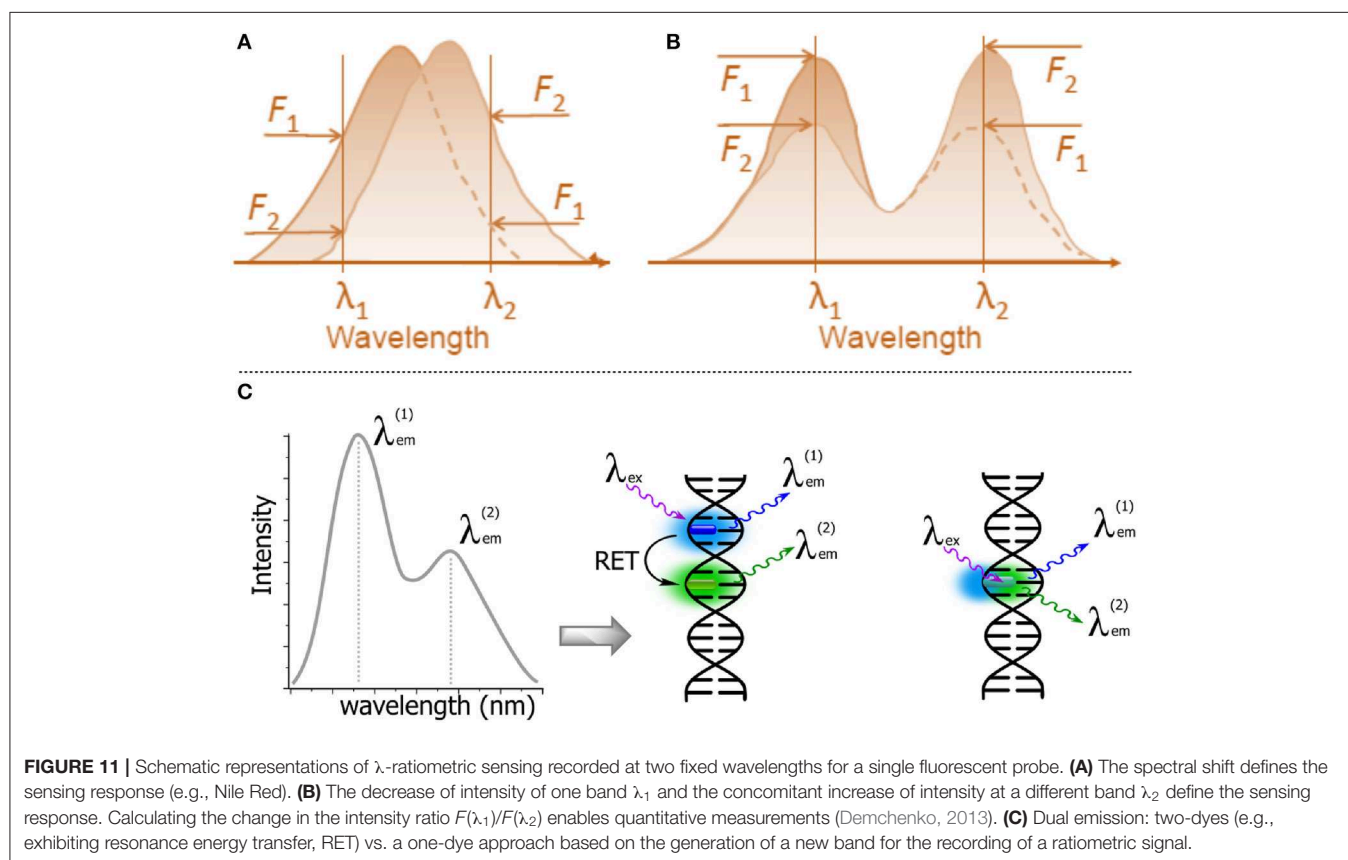 A
F1
F2
F2
F1
λ1
λ2
Wavelength
B
F1
F2
F2
F1
λ1
λ2
Wavelength
C
Intensity
λem(1)
λem(2)
wavelength (nm)
λex
λem(1)
RET
λem(2)
λex
λem(1)
λem(2)
FIGURE 11 | Schematic representations of λ-ratiometric sensing recorded at two fixed wavelengths for a single fluorescent probe. (A) The spectral shift defines the
sensing response (e.g., Nile Red). (B) The decrease of intensity of one band λ1 and the concomitant increase of intensity at a different band λ2 define the sensing
response. Calculating the change in the intensity ratio F(λ1)/F(λ2) enables quantitative measurements (Demchenko, 2013). (C) Dual emission: two-dyes (e.g.,
exhibiting resonance energy transfer, RET) vs. a one-dye approach based on the generation of a new band for the recording of a ratiometric signal.